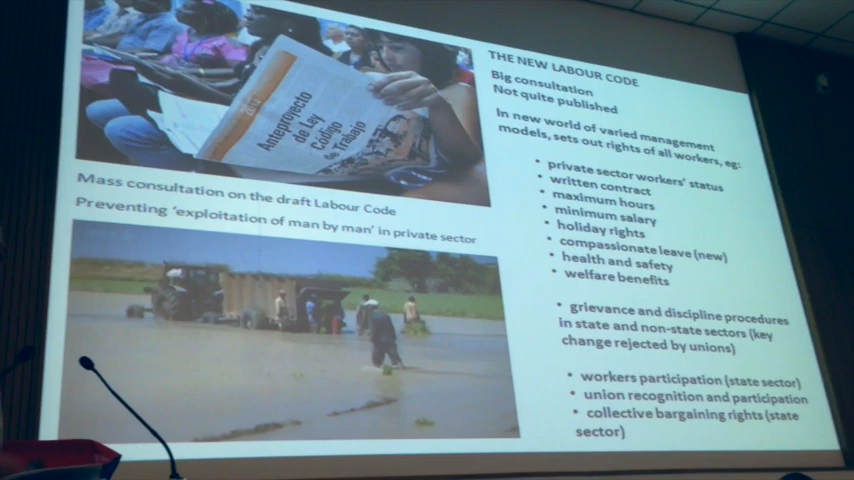 2013
Anteproyecto
de Ley
Código
de Trabajo
Mass consultation on the draft Labour Code
Preventing ‘exploitation of man by man’ in private sector
THE NEW LABOUR CODE
Big consultation
Not quite published
In new world of varied management
models, sets out rights of all workers, eg:
• private sector workers’ status
• written contract
• maximum hours
• minimum salary
• holiday rights
• compassionate leave (new)
• health and safety
• welfare benefits
• grievance and discipline procedures
in state and non-state sectors (key
change rejected by unions)
• workers participation (state sector)
• union recognition and participation
• collective bargaining rights (state
sector)